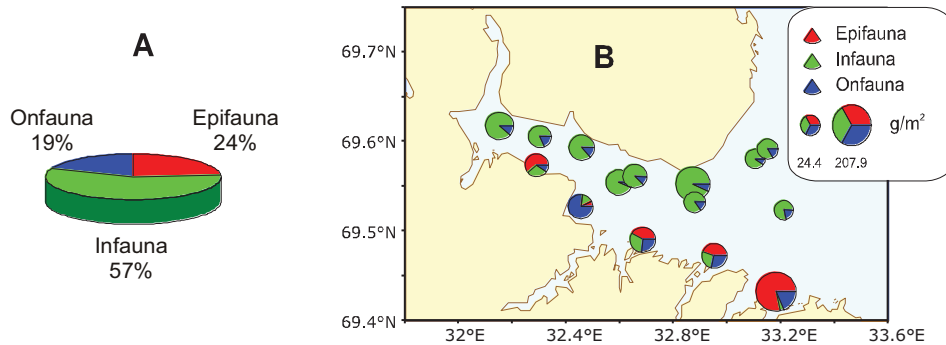 A
Onfauna
19%
Epifauna
24%
Infauna
57%
B
69.7°N
69.6°N
69.5°N
69.4°N
32°E
32.4°E
32.8°E
33.2°E
33.6°E
Epifauna
Infauna
Onfauna
g/m²
24.4 207.9